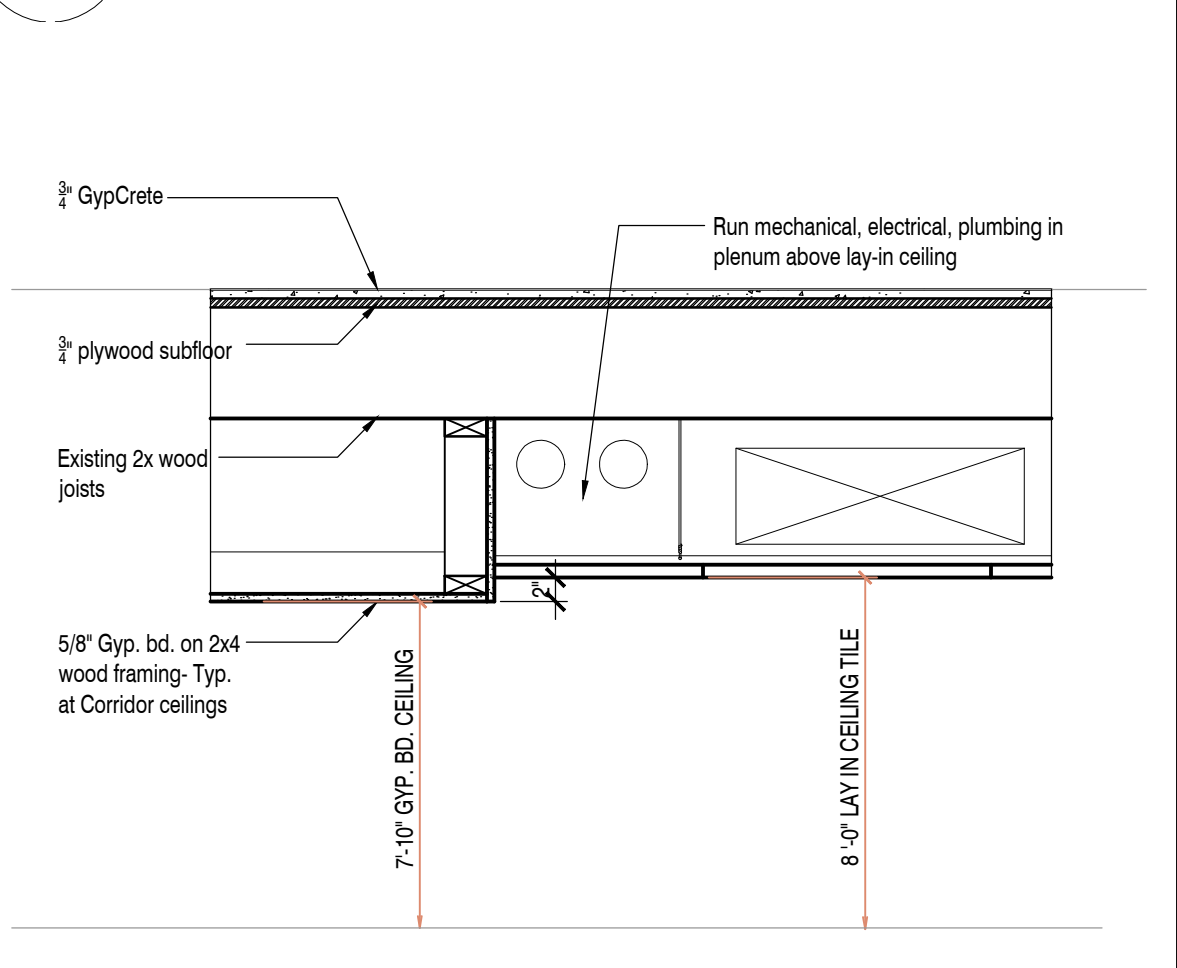 3/4" GypCrete
Run mechanical, electrical, plumbing in
plenum above lay-in ceiling
3/4" plywood subfloor
Existing 2x wood
joists
2"
5/8" Gyp. bd. on 2x4
wood framing- Typ.
at Corridor ceilings
7'-10" GYP. BD. CEILING
8 '-0" LAY IN CEILING TILE